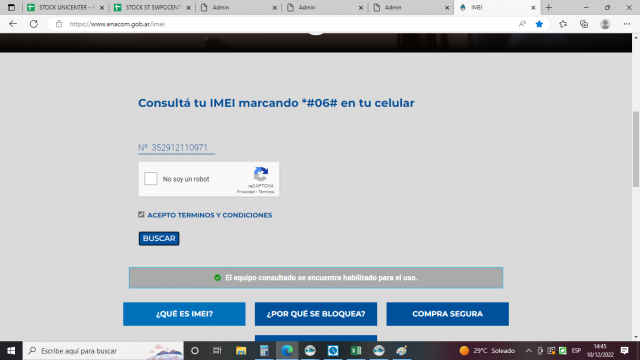 STOCK UNICENTER - H
STOCK ST SWPOCENT
Admin
Admin
Admin
IMEI
https://www.enacom.gob.ar/imei
Consultá tu IMEI marcando *#06# en tu celular
Nº 352912110971
No soy un robot
reCAPTCHA
Privacidad - Términos
ACEPTO TERMINOS Y CONDICIONES
BUSCAR
El equipo consultado se encuentra habilitado para el uso.
¿QUÉ ES IMEI?
¿POR QUÉ SE BLOQUEA?
COMPRA SEGURA
Escribe aquí para buscar
29°C Soleado
ESP
14:45
10/12/2022